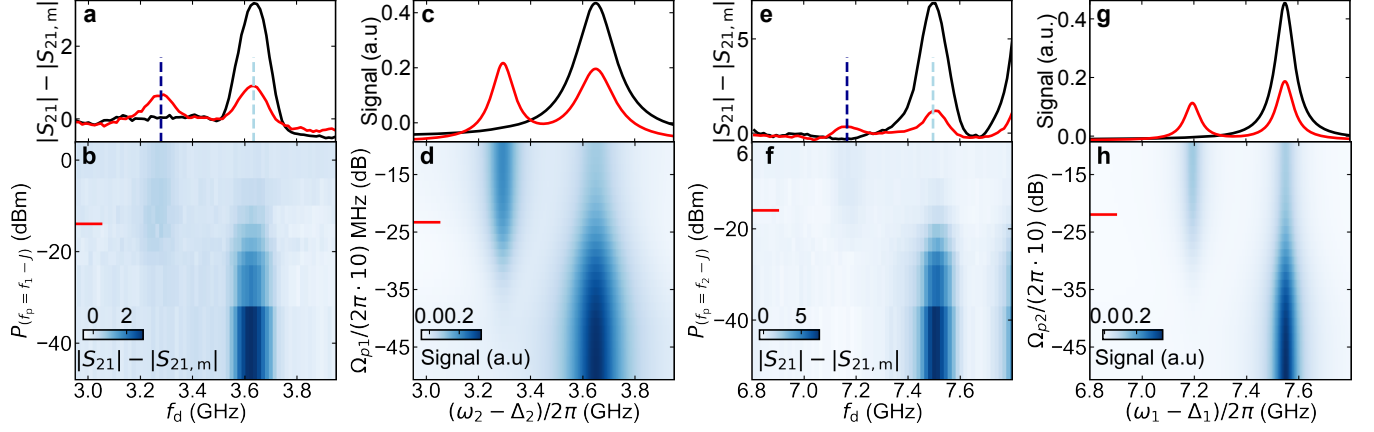 a
|S21| − |S21, m|
2
0
b
P(fp = f1 − J) (dBm)
0
−20
−40
0 2
|S21| − |S21, m|
3.0 3.2 3.4 3.6 3.8
fd (GHz)
c
Signal (a.u)
0.4
0.2
0.0
d
Ωp1/(2π · 10) MHz (dB)
−15
−25
−35
−45
0.00.2
Signal (a.u)
3.0 3.2 3.4 3.6 3.8
(ω2 − Δ2)/2π (GHz)
e
|S21| − |S21, m|
5
0
f
P(fp = f2 − J) (dBm)
6
−20
−40
0 5
|S21| − |S21, m|
6.8 7.0 7.2 7.4 7.6
fd (GHz)
g
Signal (a.u.)
0.4
0.2
0.0
h
Ωp2/(2π · 10) (dB)
−15
−25
−35
−45
0.00.2
Signal (a.u)
6.8 7.0 7.2 7.4 7.6
(ω1 − Δ1)/2π (GHz)